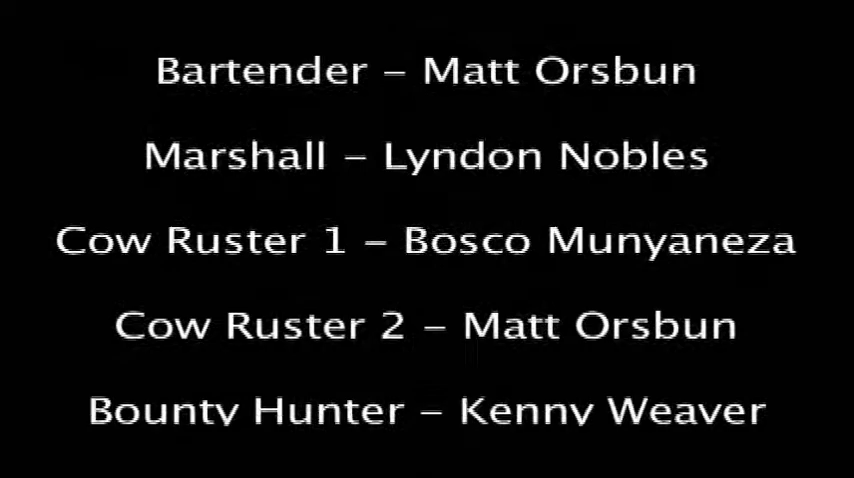 Bartender – Matt Orsbun
Marshall – Lyndon Nobles
Cow Ruster 1 – Bosco Munyaneza
Cow Ruster 2 – Matt Orsbun
Bounty Hunter – Kenny Weaver